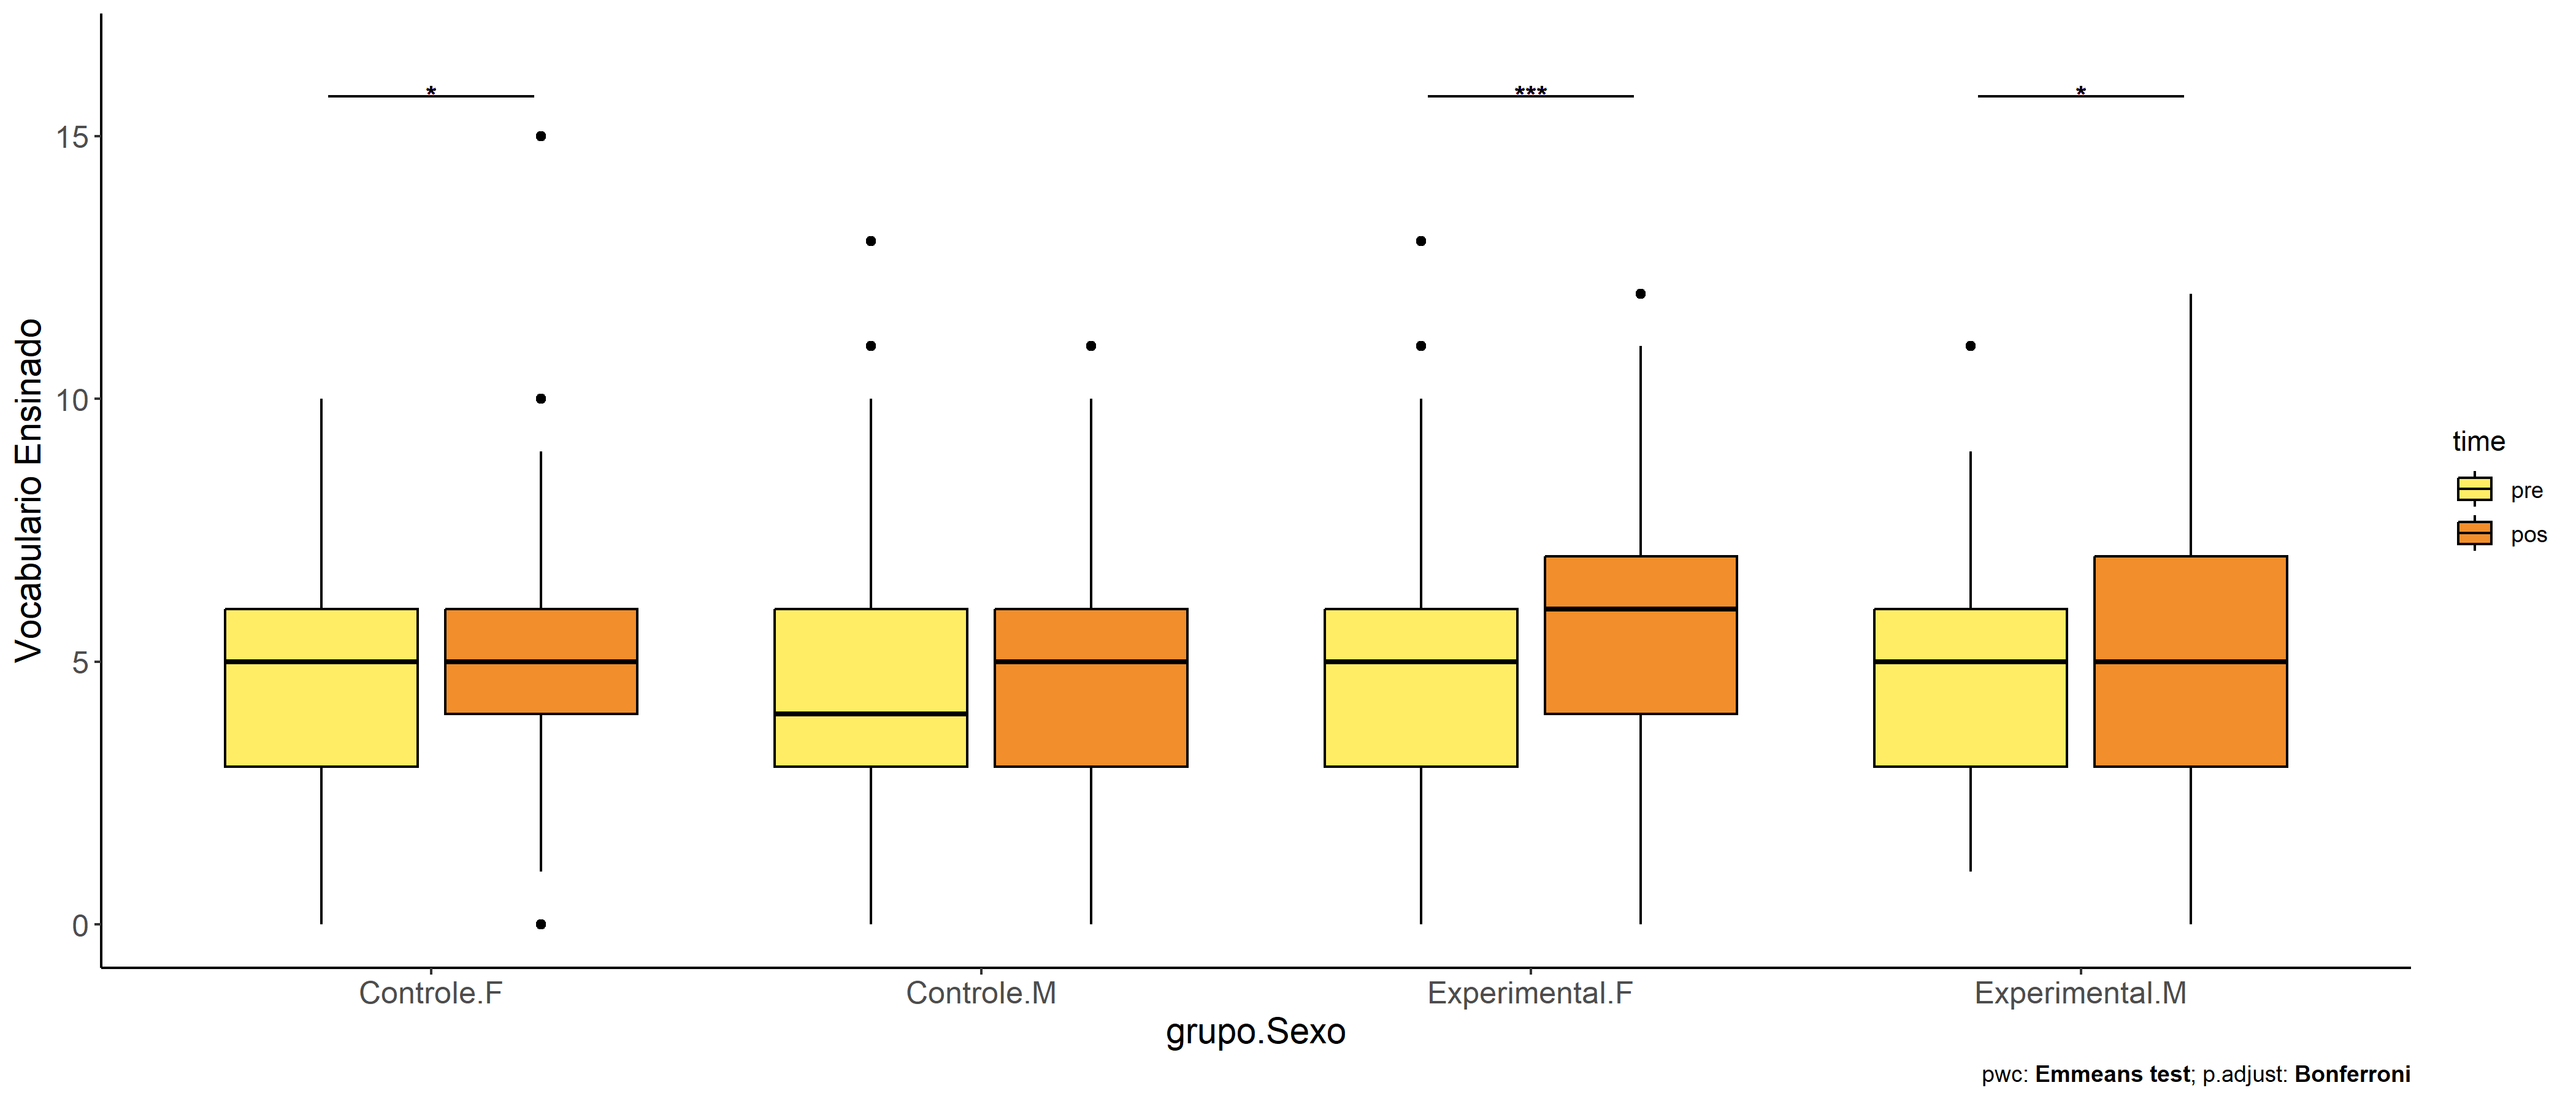 * *** *
15
10
5
0
Vocabulario Ensinado
Controle.F Controle.M Experimental.F Experimental.M
grupo.Sexo
time
pre
pos
pwc: Emmeans test; p.adjust: Bonferroni